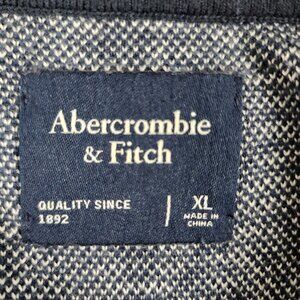 Abercrombie
& Fitch
QUALITY SINCE
1892
XL
MADE IN
CHINA